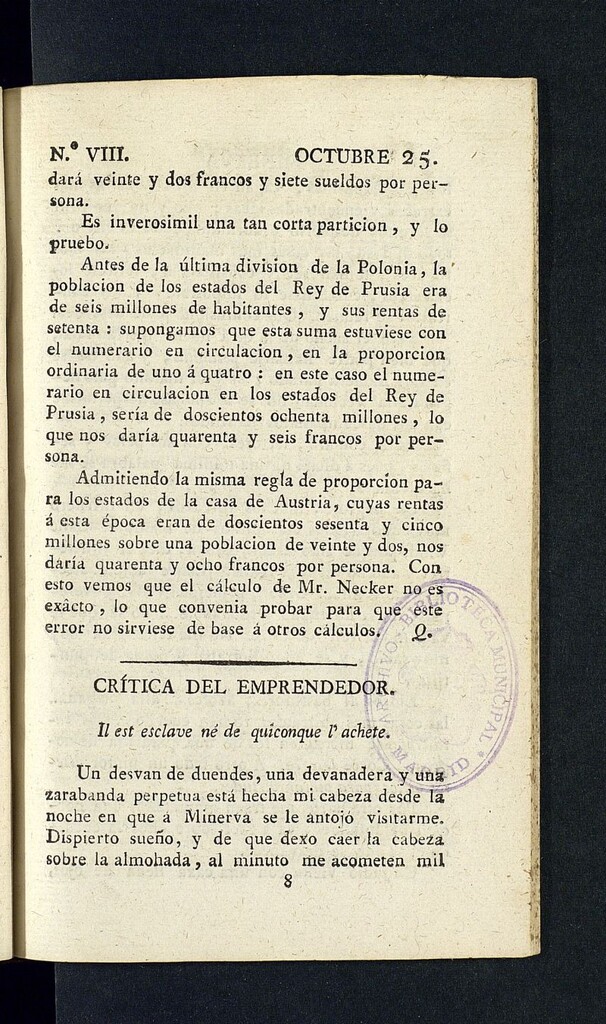 N.º VIII. OCTUBRE 25.
dará veinte y dos francos y siete sueldos por per-
sona.
Es inverosimil una tan corta particion, y lo
pruebo.
Antes de la última division de la Polonia, la
poblacion de los estados del Rey de Prusia era
de seis millones de habitantes, y sus rentas de
setenta: supongamos que esta suma estuviese con
el numerario en circulacion, en la proporcion
ordinaria de uno á quatro: en este caso el nume-
rario en circulacion en los estados del Rey de
Prusia, sería de doscientos ochenta millones, lo
que nos daría quarenta y seis francos por per-
sona.
Admitiendo la misma regla de proporcion pa-
ra los estados de la casa de Austria, cuyas rentas
á esta época eran de doscientos sesenta y cinco
millones sobre una poblacion de veinte y dos, nos
daría quarenta y ocho francos por persona. Con
esto vemos que el cálculo de Mr. Necker no es
exâcto, lo que convenia probar para que este
error no sirviese de base á otros cálculos. Q.
CRÍTICA DEL EMPRENDEDOR.
Il est esclave né de quiconque l'achete.
Un desvan de duendes, una devanadera y una
zarabanda perpetua está hecha mi cabeza desde la
noche en que á Minerva se le antojó visitarme.
Dispierto sueño, y de que dexo caer la cabeza
sobre la almohada, al minuto me acometen mil
8
ARCHIVOS-BIBLIOTECA MUNICIPAL
* MADRID *